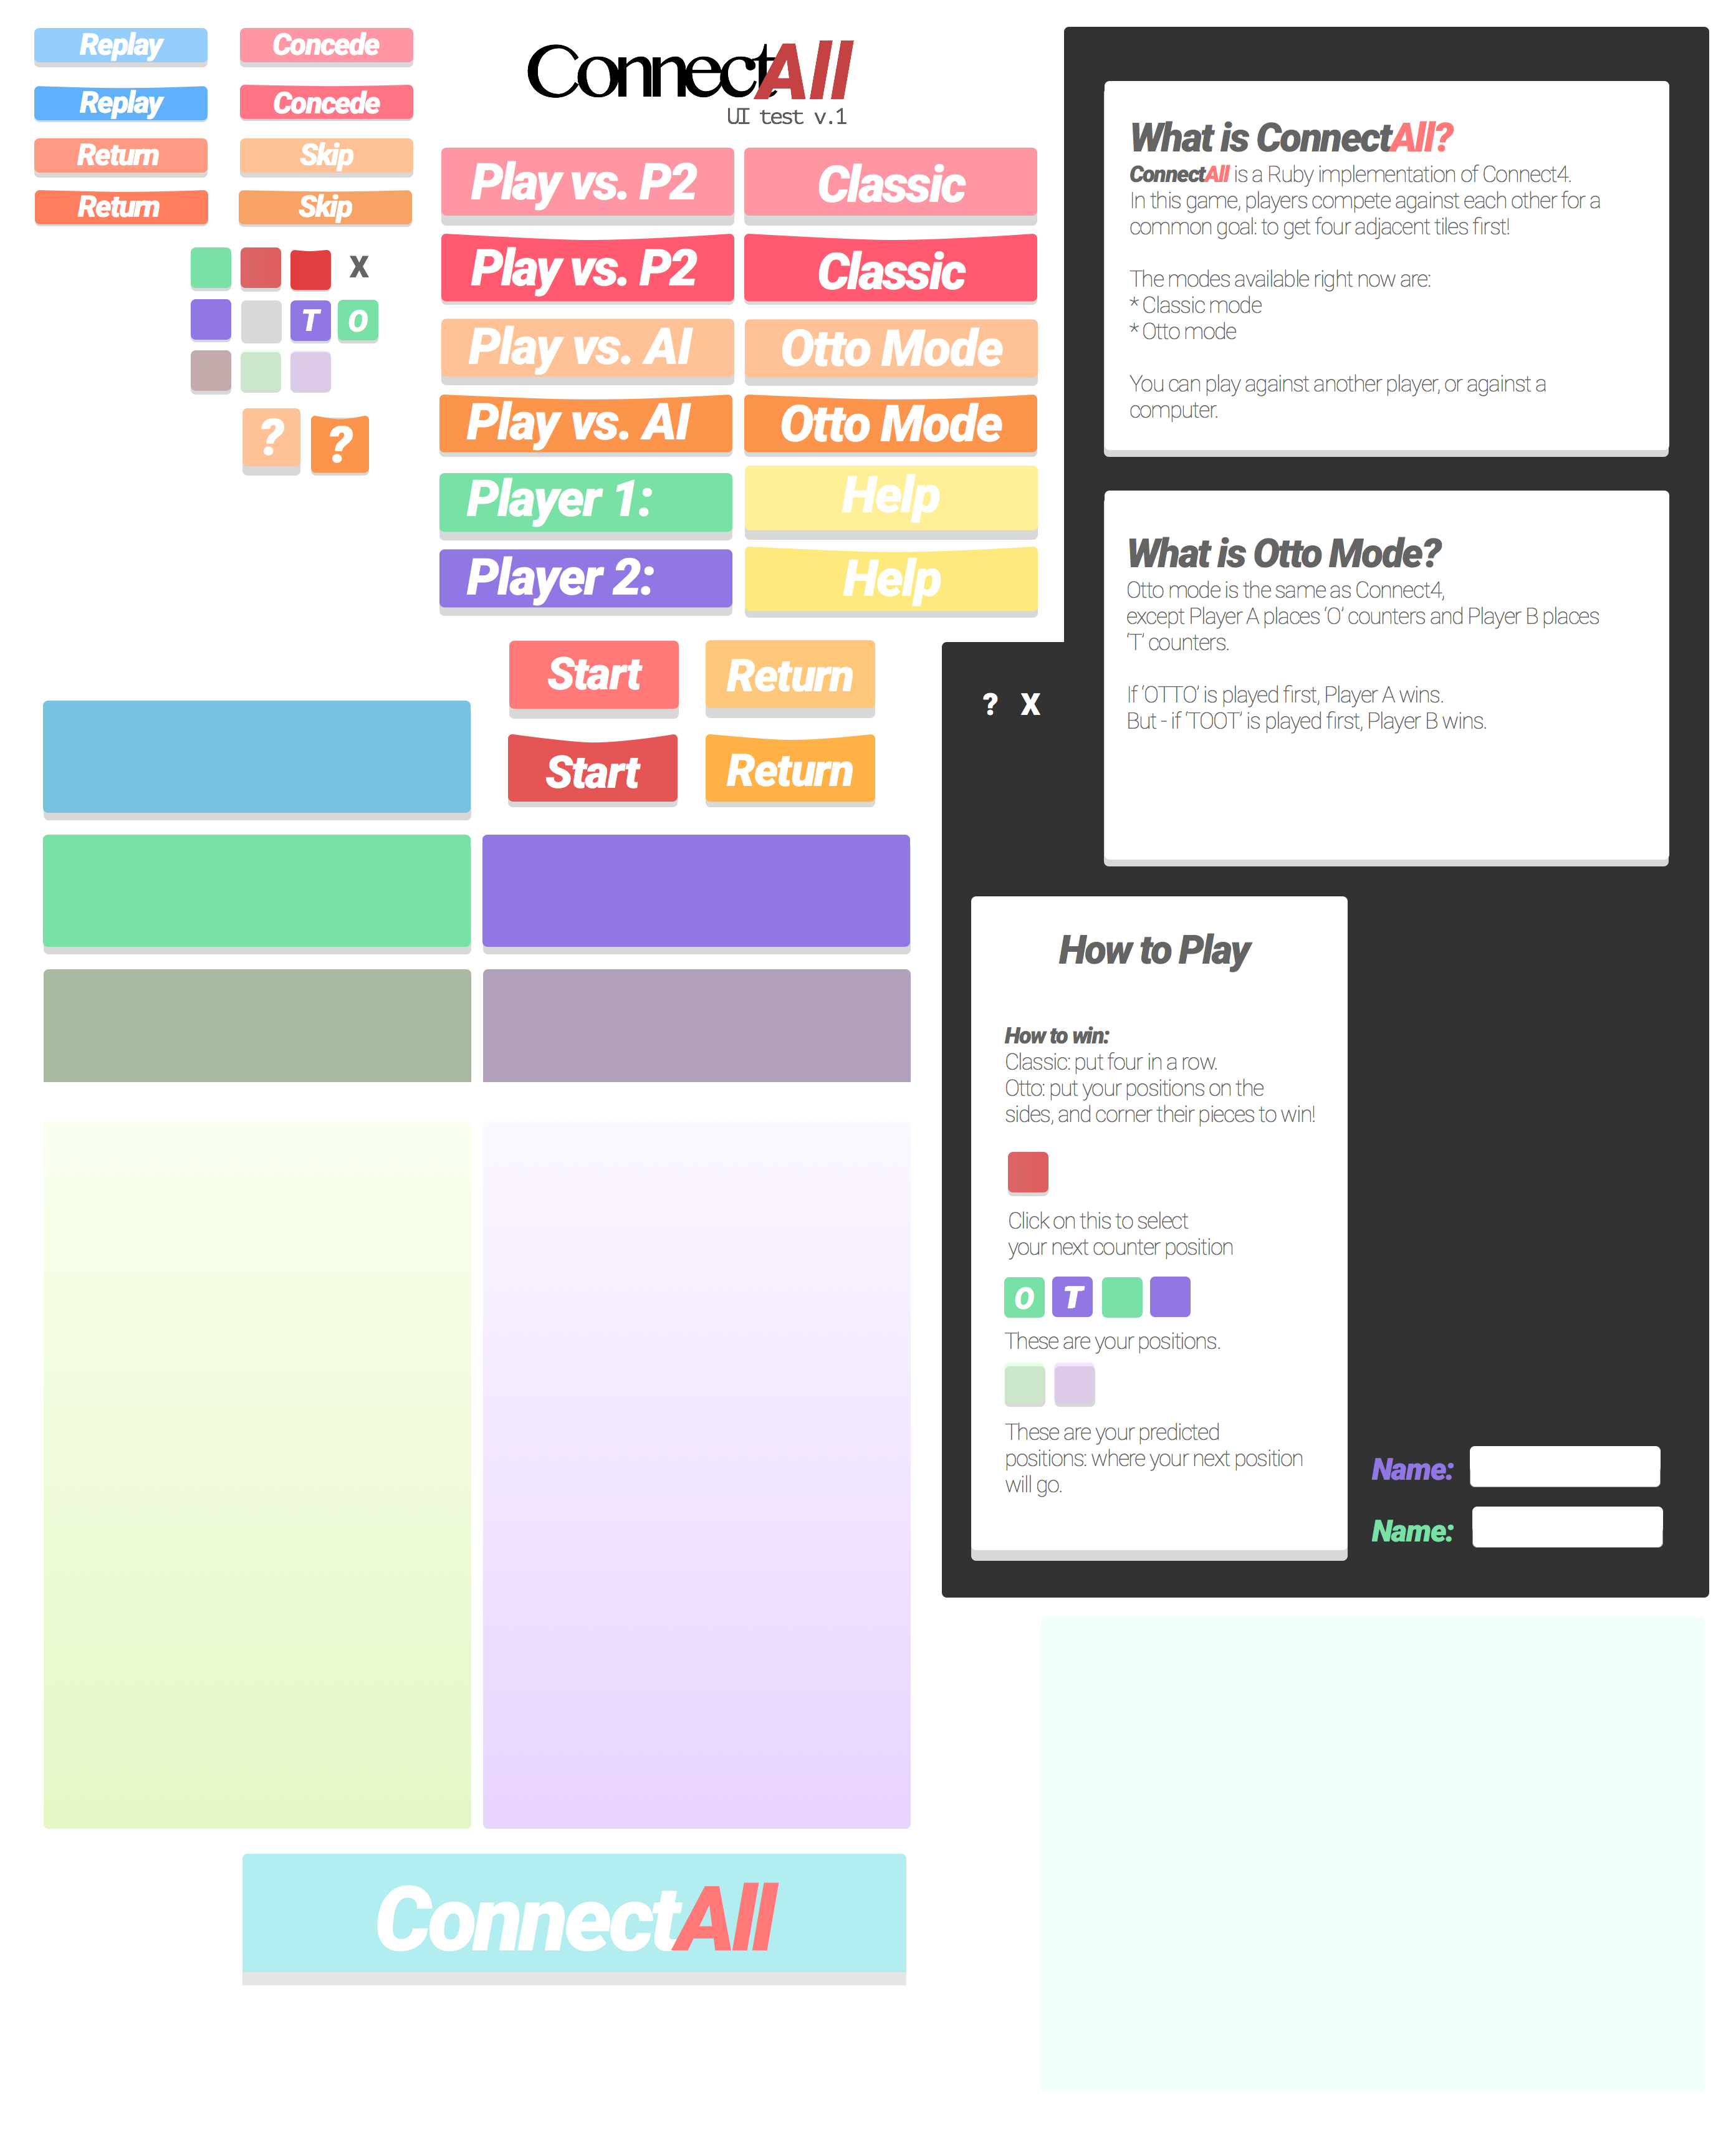 Replay
Concede
Replay
Concede
Return
Skip
Return
Skip
X
T O
? ?
ConnectAll
UI test v.1
Play vs. P2
Classic
Play vs. P2
Classic
Play vs. AI
Otto Mode
Play vs. AI
Otto Mode
Player 1:
Help
Player 2:
Help
Start
Return
Start
Return
What is ConnectAll?
ConnectAll is a Ruby implementation of Connect4.
In this game, players compete against each other for a
common goal: to get four adjacent tiles first!
The modes available right now are:
* Classic mode
* Otto mode
You can play against another player, or against a
computer.
What is Otto Mode?
Otto mode is the same as Connect4,
except Player A places ‘O’ counters and Player B places
‘T’ counters.
If ‘OTTO’ is played first, Player A wins.
But - if ‘TOOT’ is played first, Player B wins.
? X
How to Play
How to win:
Classic: put four in a row.
Otto: put your positions on the
sides, and corner their pieces to win!
Click on this to select
your next counter position
O T
These are your positions.
These are your predicted
positions: where your next position
will go.
Name:
Name:
ConnectAll